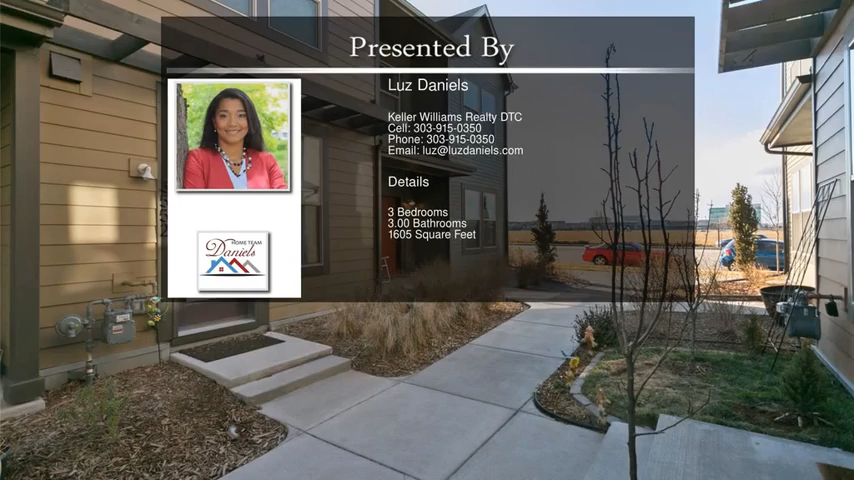 Presented By
Luz Daniels
Keller Williams Realty DTC
Cell: 303-915-0350
Phone: 303-915-0350
Email: luz@luzdaniels.com
Details
3 Bedrooms
3.00 Bathrooms
1605 Square Feet
HOME TEAM
Daniels